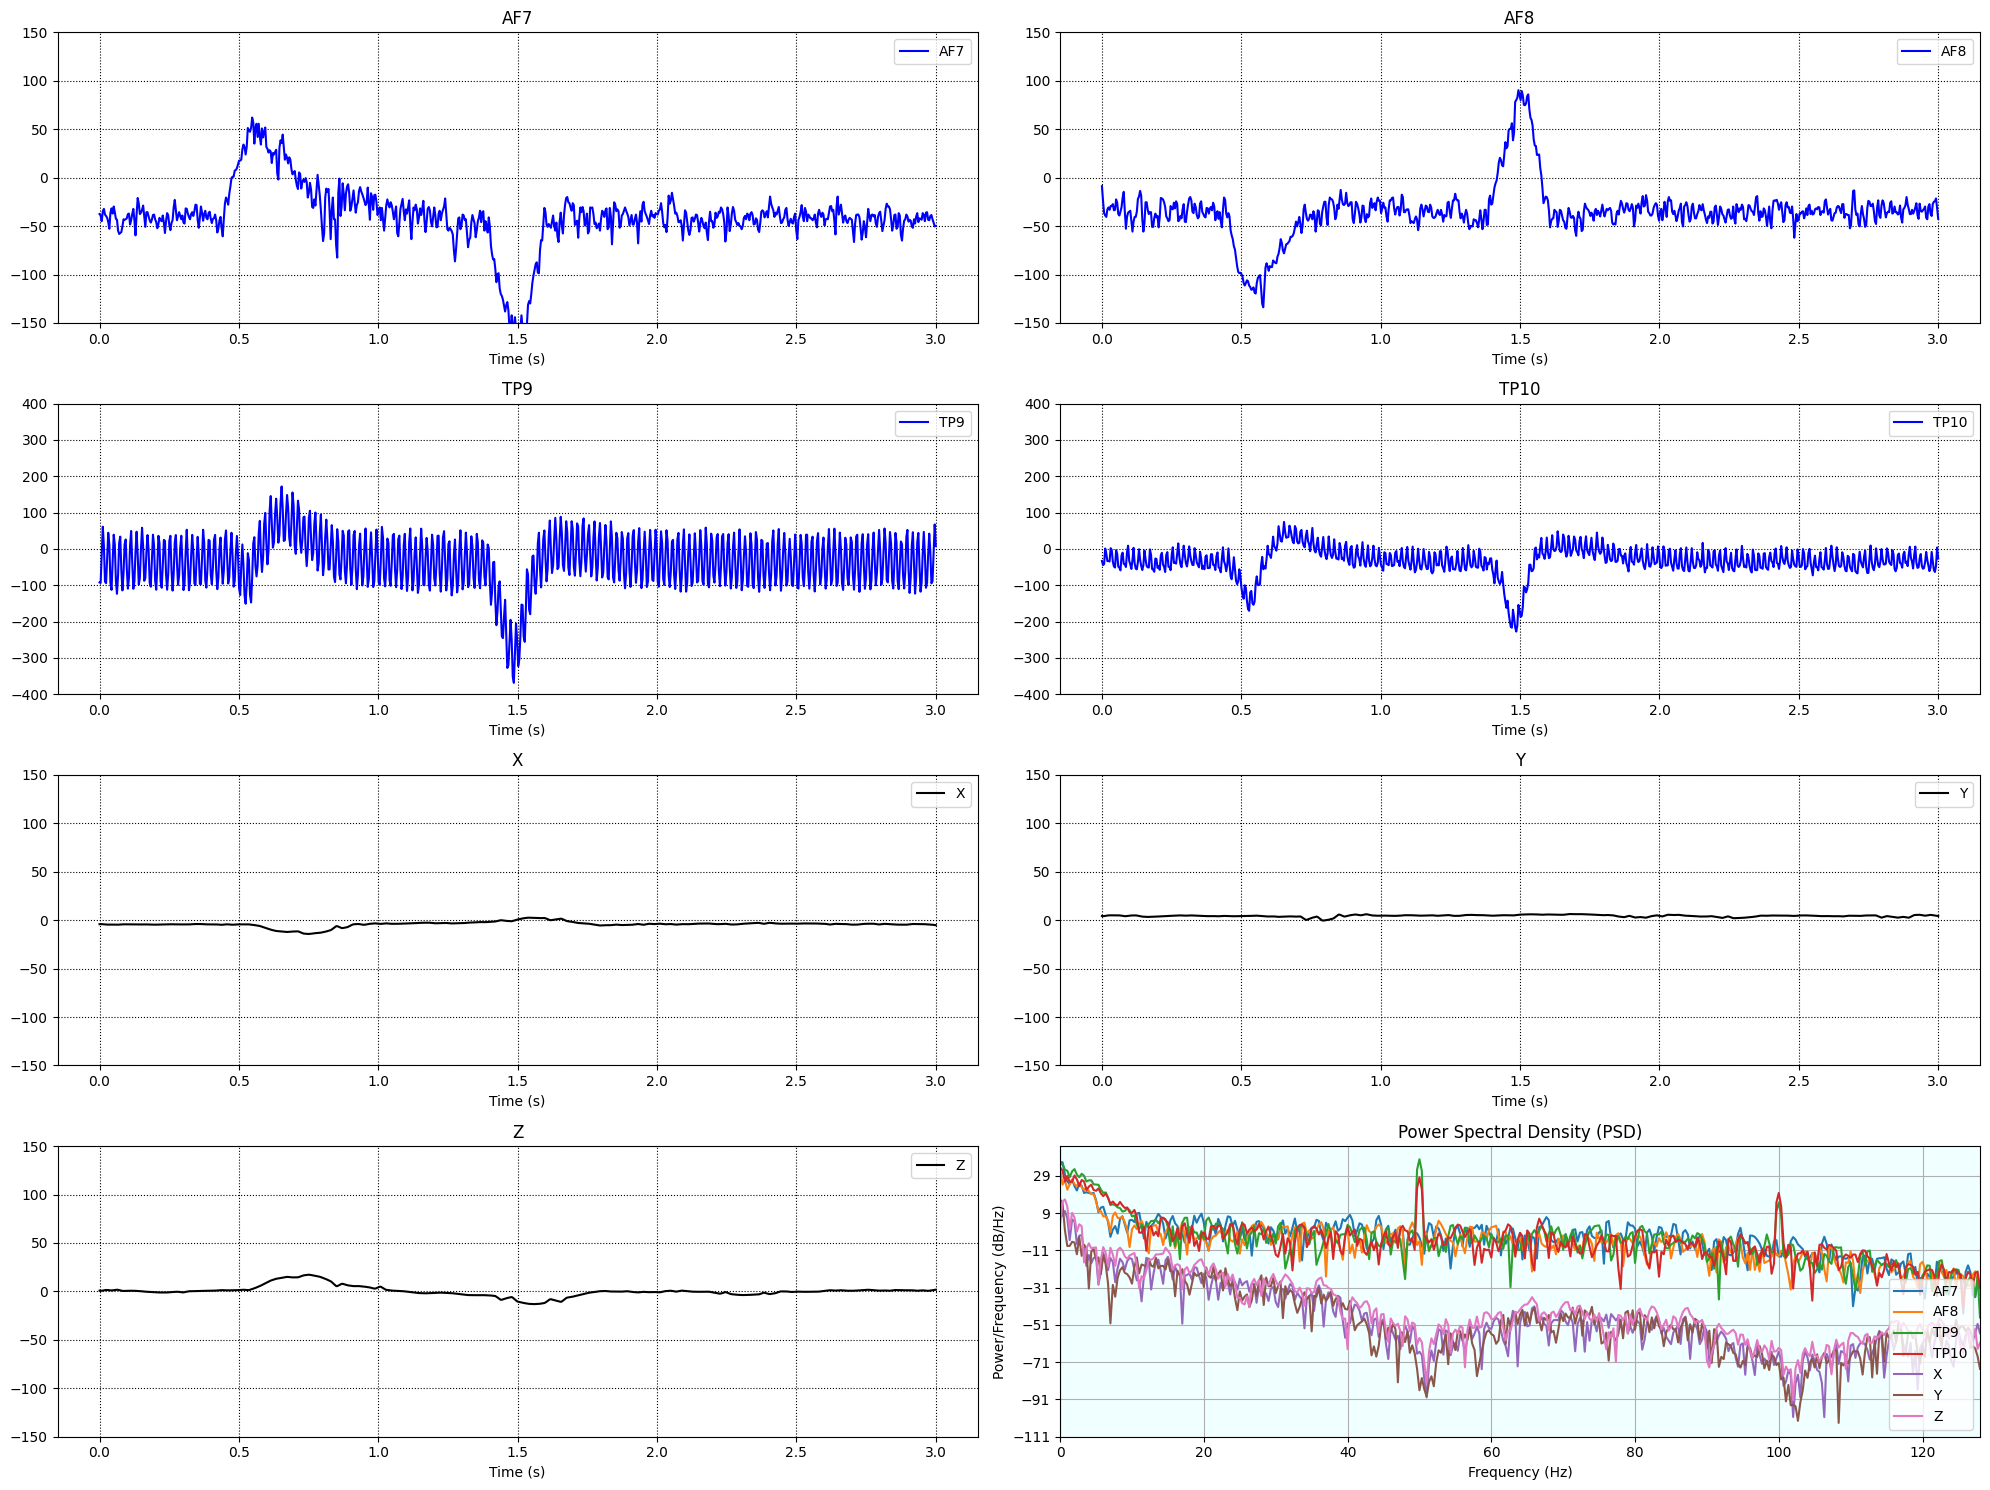 AF7
150
100
50
0
−50
−100
−150
0.0 0.5 1.0 1.5 2.0 2.5 3.0
Time (s)
AF7
AF8
150
100
50
0
−50
−100
−150
0.0 0.5 1.0 1.5 2.0 2.5 3.0
Time (s)
AF8
TP9
400
300
200
100
0
−100
−200
−300
−400
0.0 0.5 1.0 1.5 2.0 2.5 3.0
Time (s)
TP9
TP10
400
300
200
100
0
−100
−200
−300
−400
0.0 0.5 1.0 1.5 2.0 2.5 3.0
Time (s)
TP10
X
150
100
50
0
−50
−100
−150
0.0 0.5 1.0 1.5 2.0 2.5 3.0
Time (s)
X
Y
150
100
50
0
−50
−100
−150
0.0 0.5 1.0 1.5 2.0 2.5 3.0
Time (s)
Y
Z
150
100
50
0
−50
−100
−150
0.0 0.5 1.0 1.5 2.0 2.5 3.0
Time (s)
Z
Power Spectral Density (PSD)
Power/Frequency (dB/Hz)
29
9
−11
−31
−51
−71
−91
−111
0 20 40 60 80 100 120
Frequency (Hz)
AF7
AF8
TP9
TP10
X
Y
Z